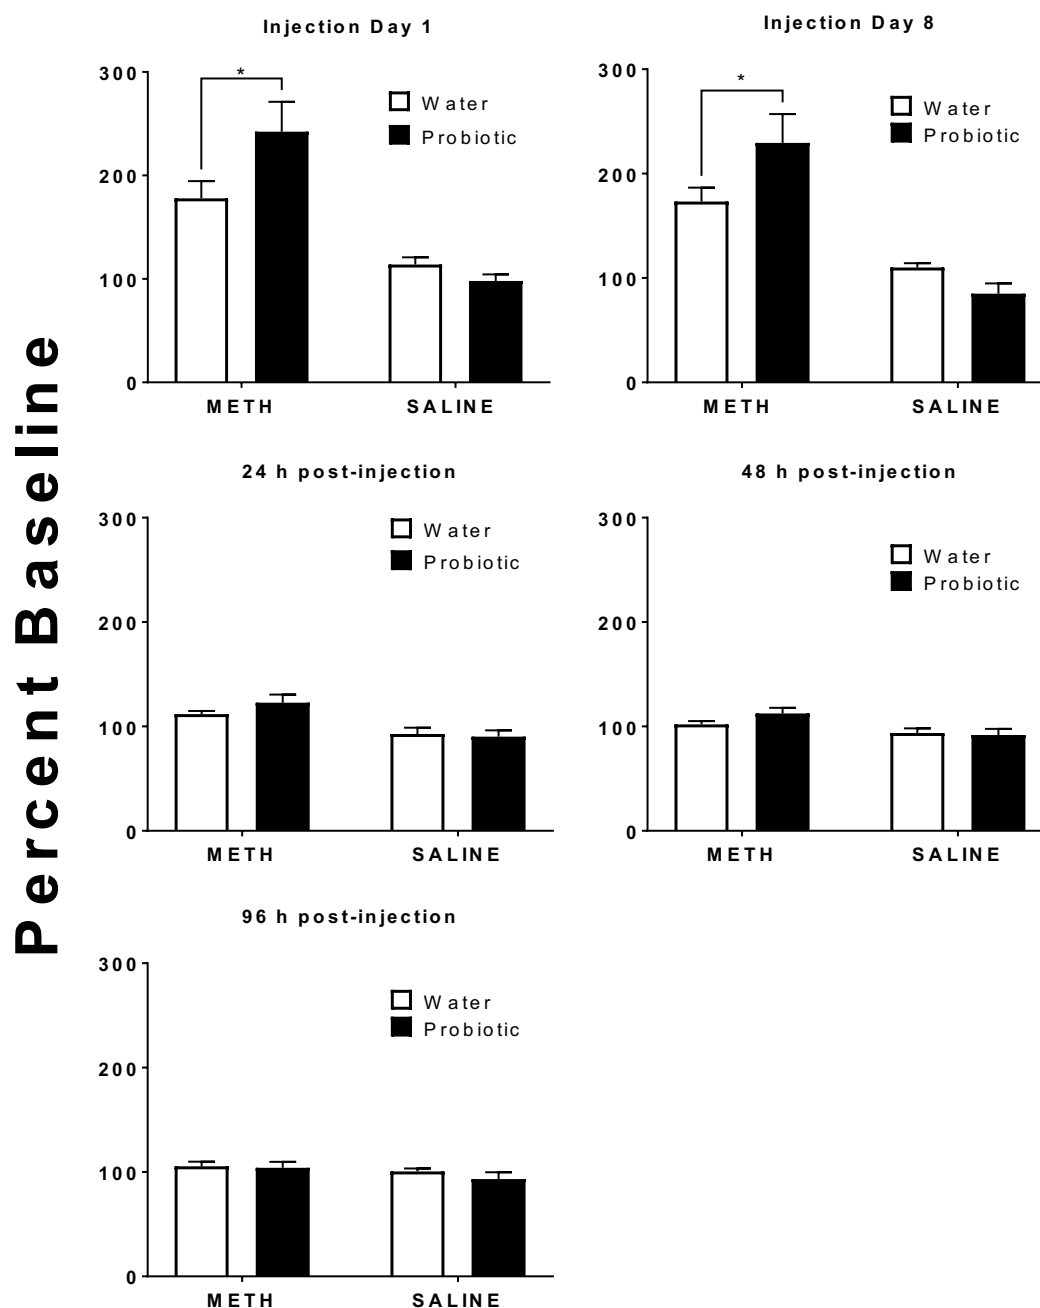 Percent Baseline
Injection Day 1
300
200
100
0
*
Water
Probiotic
METH SALINE
Injection Day 8
300
200
100
0
*
Water
Probiotic
METH SALINE
24 h post-injection
300
200
100
0
Water
Probiotic
METH SALINE
48 h post-injection
300
200
100
0
Water
Probiotic
METH SALINE
96 h post-injection
300
200
100
0
Water
Probiotic
METH SALINE